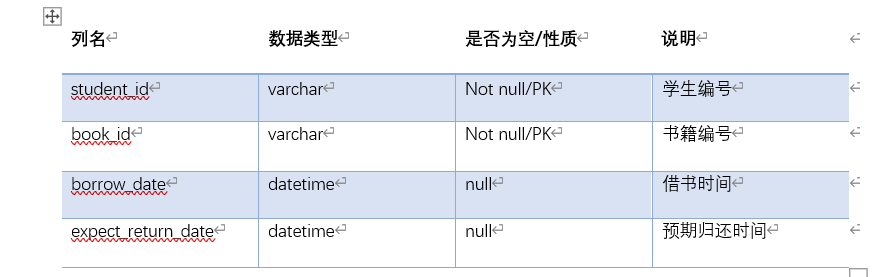 列名 数据类型 是否为空/性质 说明
student_id varchar Not null/PK 学生编号
book_id varchar Not null/PK 书籍编号
borrow_date datetime null 借书时间
expect_return_date datetime null 预期归还时间